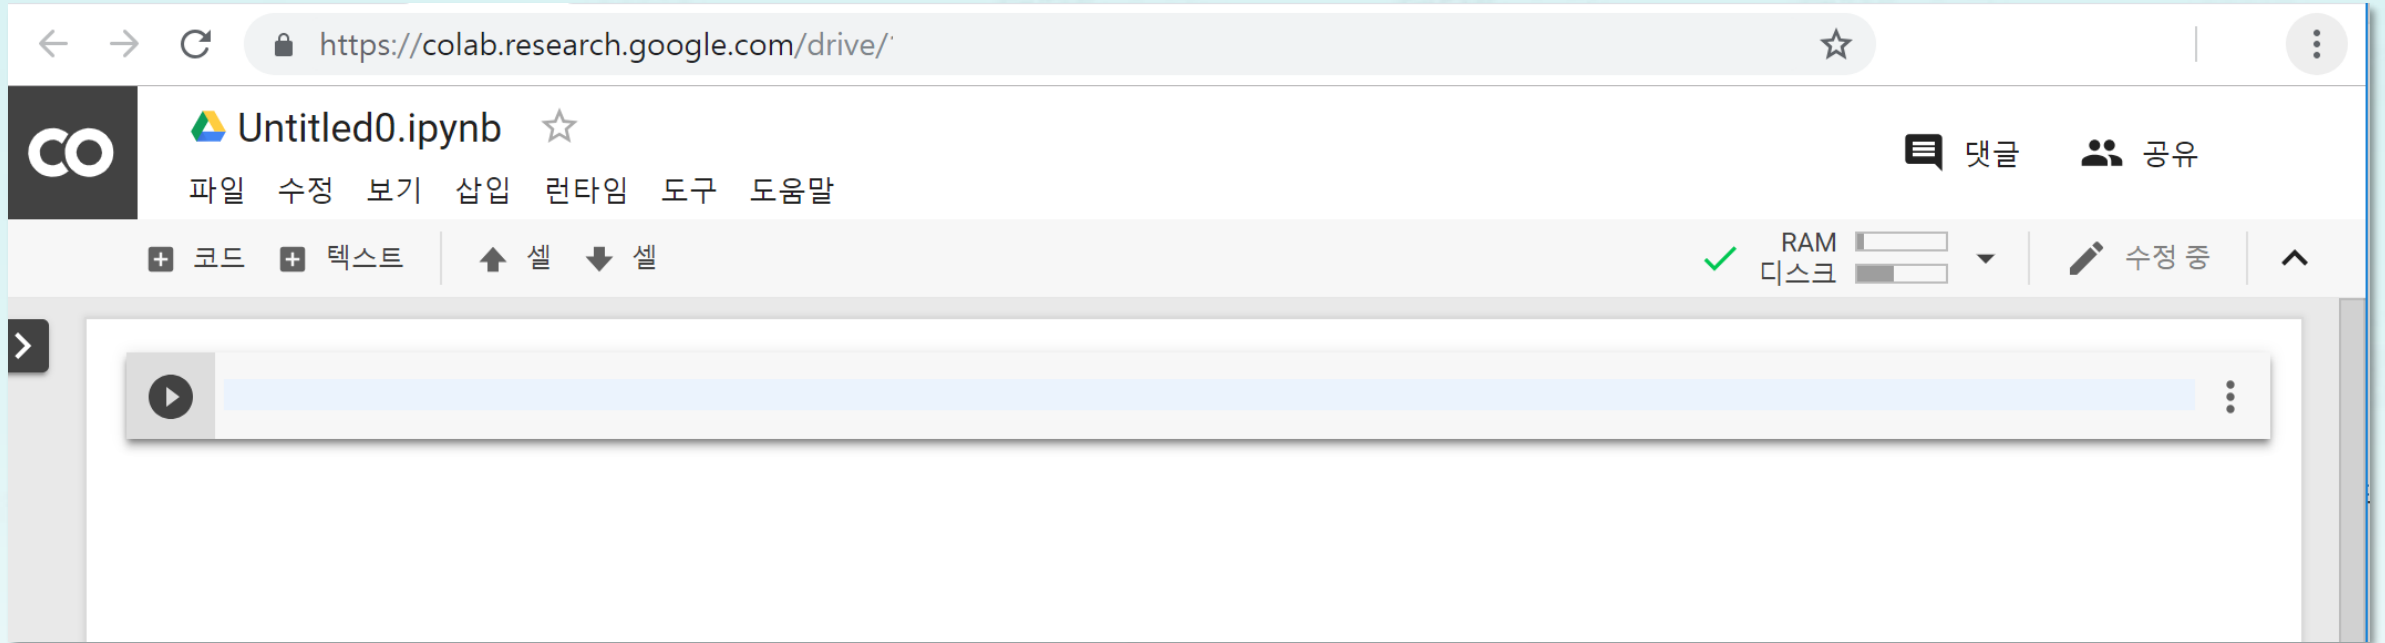 https://colab.research.google.com/drive/
CO
Untitled0.ipynb
댓글 공유
파일 수정 보기 삽입 런타임 도구 도움말
코드 텍스트 셀 셀
RAM
디스크
수정 중